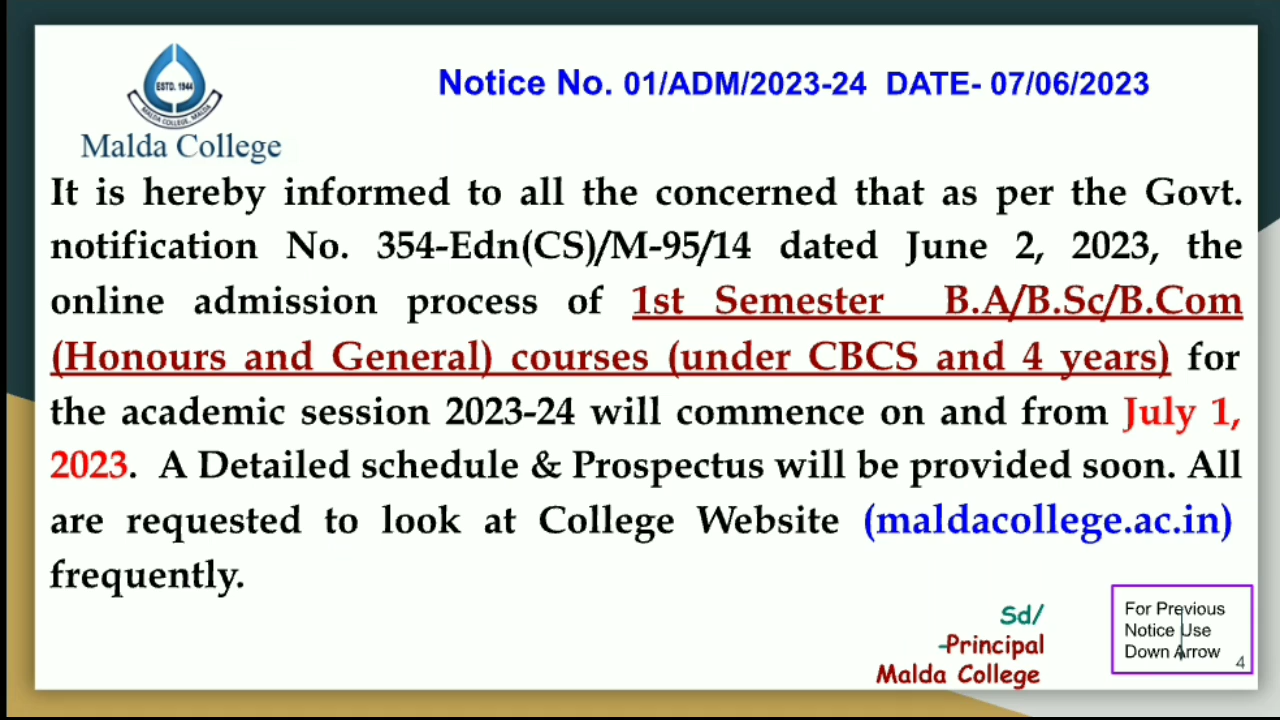 ESTD. 1944
MALDA COLLEGE, MALDA
Malda College
Notice No. 01/ADM/2023-24 DATE- 07/06/2023
It is hereby informed to all the concerned that as per the Govt.
notification No. 354-Edn(CS)/M-95/14 dated June 2, 2023, the
online admission process of 1st Semester B.A/B.Sc/B.Com
(Honours and General) courses (under CBCS and 4 years) for
the academic session 2023-24 will commence on and from July 1,
2023. A Detailed schedule & Prospectus will be provided soon. All
are requested to look at College Website (maldacollege.ac.in)
frequently.
Sd/
-Principal
Malda College
For Previous
Notice Use
Down Arrow
4